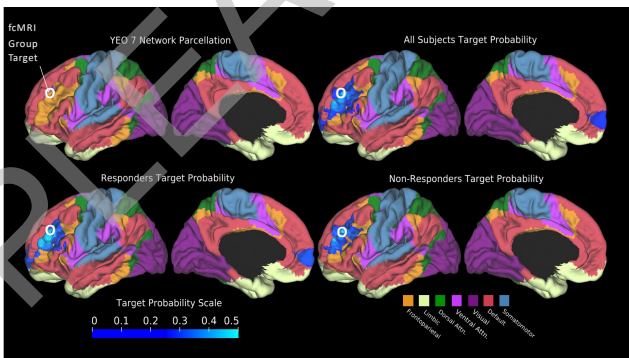 fcMRI
Group
Target
YEO 7 Network Parcellation
All Subjects Target Probability
Responders Target Probability
Non-Responders Target Probability
Target Probability Scale
0 0.1 0.2 0.3 0.4 0.5
Frontoparietal
Limbic
Dorsal Attn.
Ventral Attn.
Visual
Default
Somatomotor